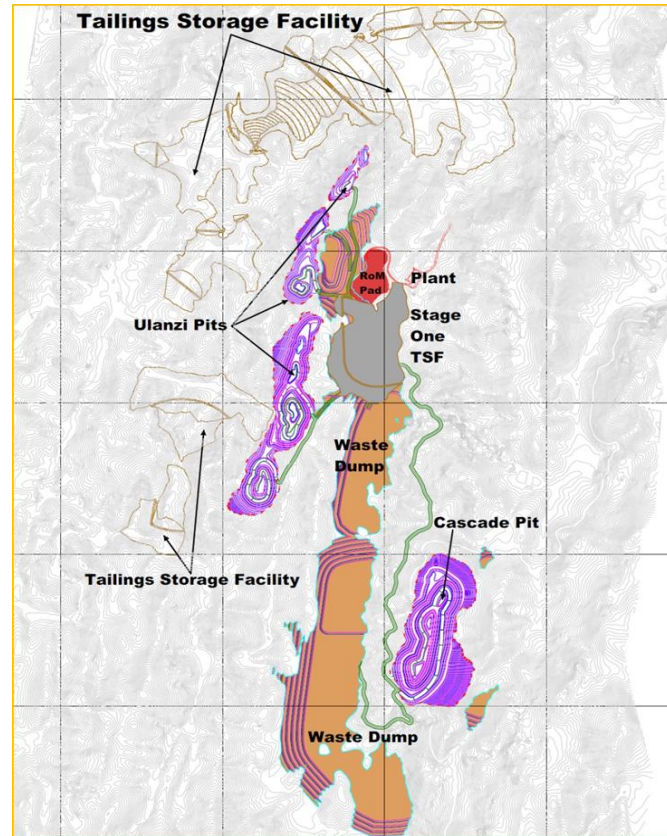 Tailings Storage Facility
RoM
Pad
Plant
Ulanzi Pits
Stage
One
TSF
Waste
Dump
Cascade Pit
Tailings Storage Facility
Waste Dump